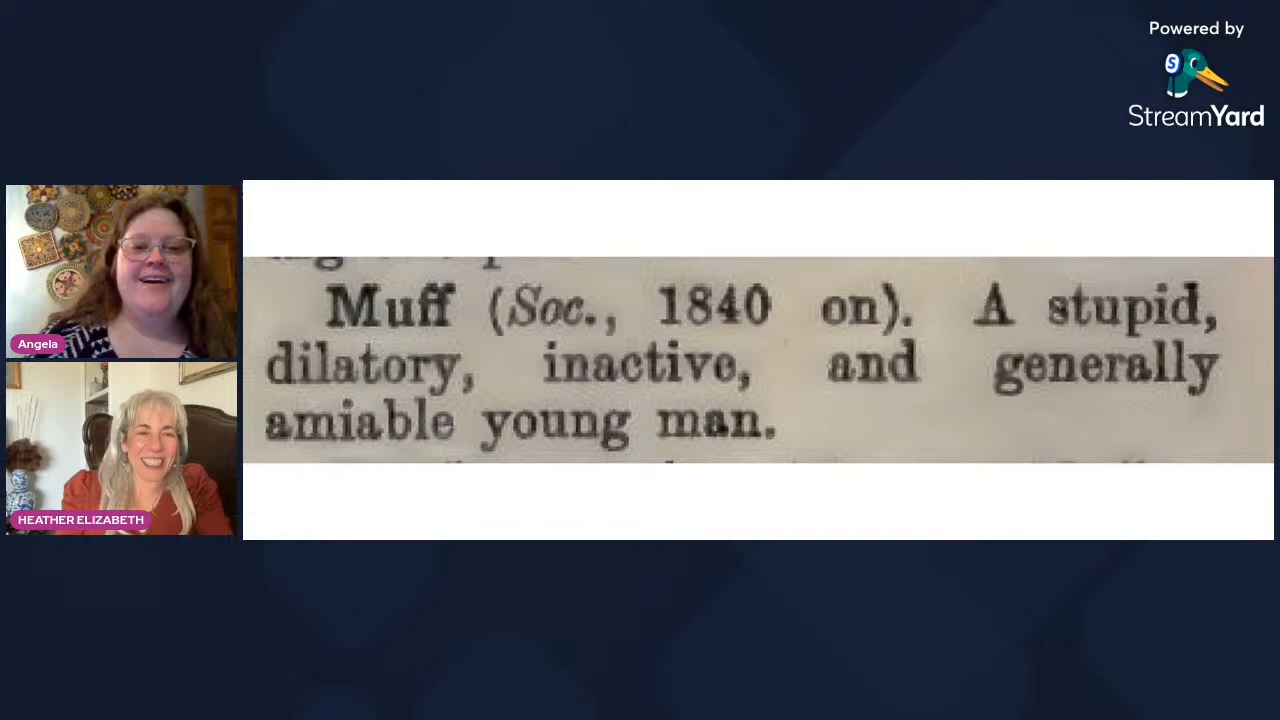 Powered by
StreamYard
Angela
HEATHER ELIZABETH
Muff (Soc., 1840 on). A stupid,
dilatory, inactive, and generally
amiable young man.